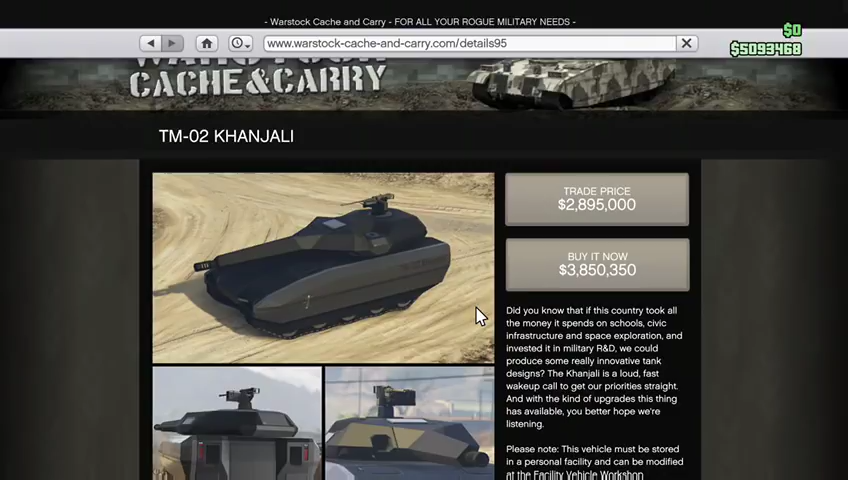 - Warstock Cache and Carry - FOR ALL YOUR ROGUE MILITARY NEEDS -
$0
www.warstock-cache-and-carry.com/details95
$5093468
CACHE&CARRY
TM-02 KHANJALI
TRADE PRICE
$2,895,000
BUY IT NOW
$3,850,350
Did you know that if this country took all
the money it spends on schools, civic
infrastructure and space exploration, and
invested it in military R&D, we could
produce some really innovative tank
designs? The Khanjali is a loud, fast
wakeup call to get our priorities straight.
And with the kind of upgrades this thing
has available, you better hope we're
listening.
Please note: This vehicle must be stored
in a personal facility and can be modified
at the Facility Vehicle Workshop